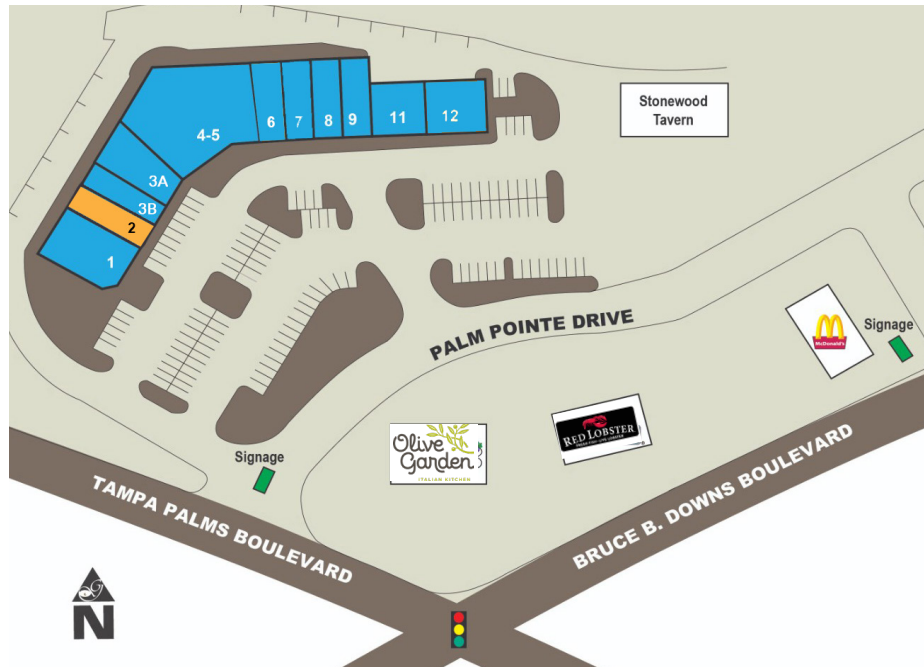 Stonewood
Tavern
4-5
6
7
8
9
11
12
3A
3B
2
1
PALM POINTE DRIVE
McDonald's
Signage
Olive
Garden
ITALIAN KITCHEN
RED LOBSTER
Signage
TAMPA PALMS BOULEVARD
BRUCE B. DOWNS BOULEVARD
N